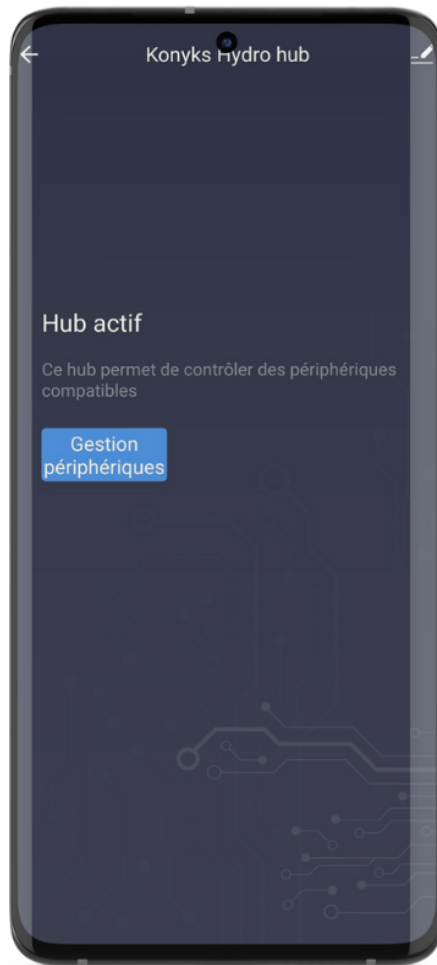 Konyks Hydro hub
Hub actif
Ce hub permet de contrôler des périphériques
compatibles
Gestion
périphériques